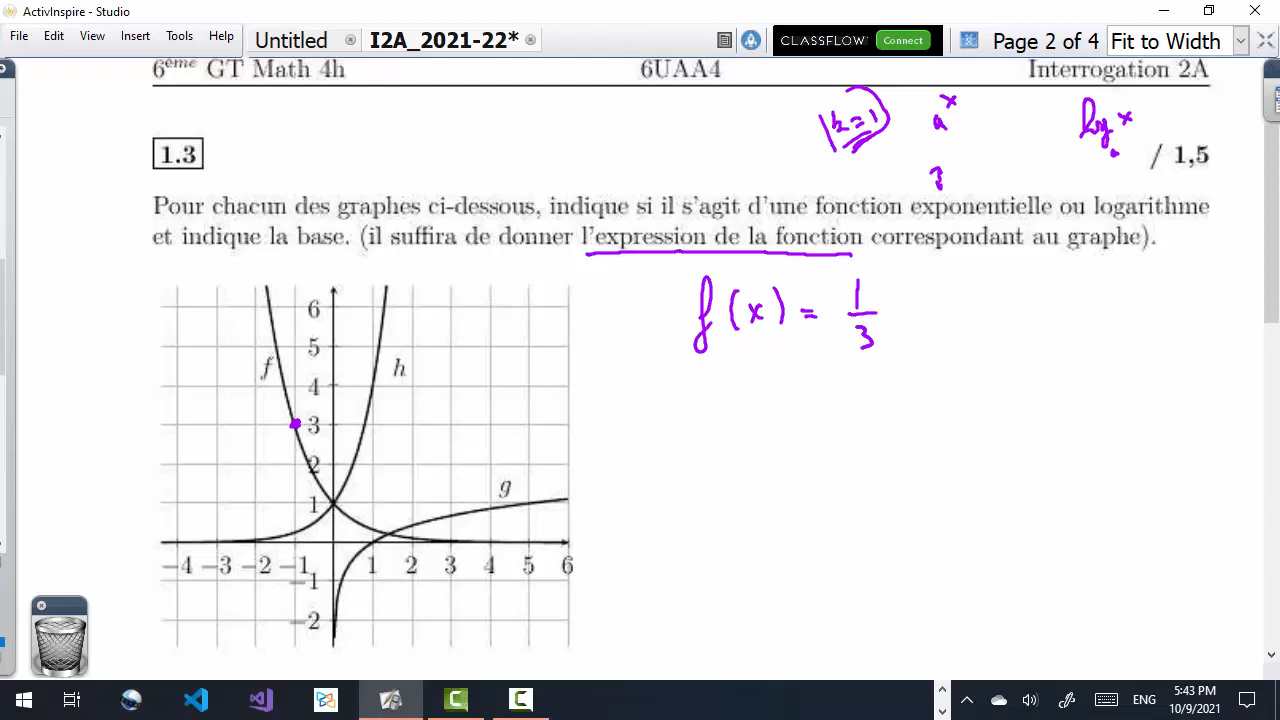 ActivInspire - Studio
File Edit View Insert Tools Help Untitled I2A_2021-22* CLASSFLOW Connect Page 2 of 4 Fit to Width
6ème GT Math 4h 6UAA4 Interrogation 2A
a^x log_a x
1.3 / 1,5
Pour chacun des graphes ci-dessous, indique si il s'agit d'une fonction exponentielle ou logarithme
et indique la base. (il suffira de donner l'expression de la fonction correspondant au graphe).
f(x) = 1/3
6
5
f h
4
3
2
g
1
−4 −3 −2 −1 1 2 3 4 5 6
−1
−2
ENG 5:43 PM
10/9/2021